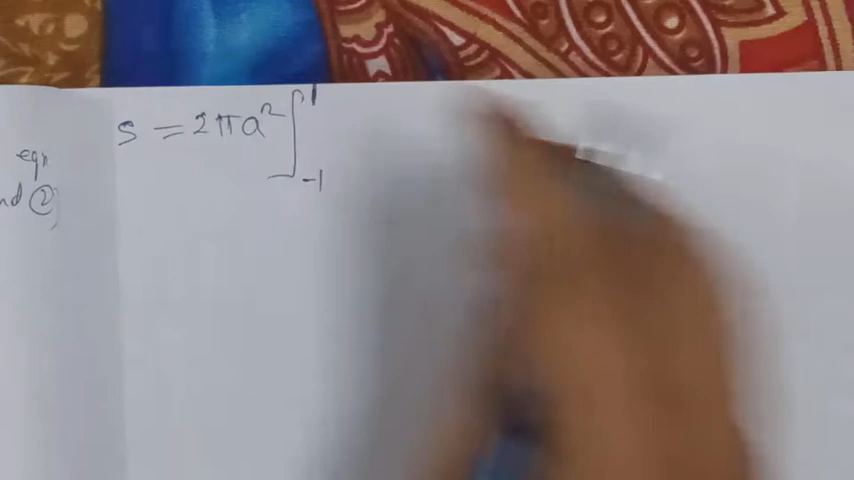 S = 2πa² ∫₋₁¹
eqn
nd ②